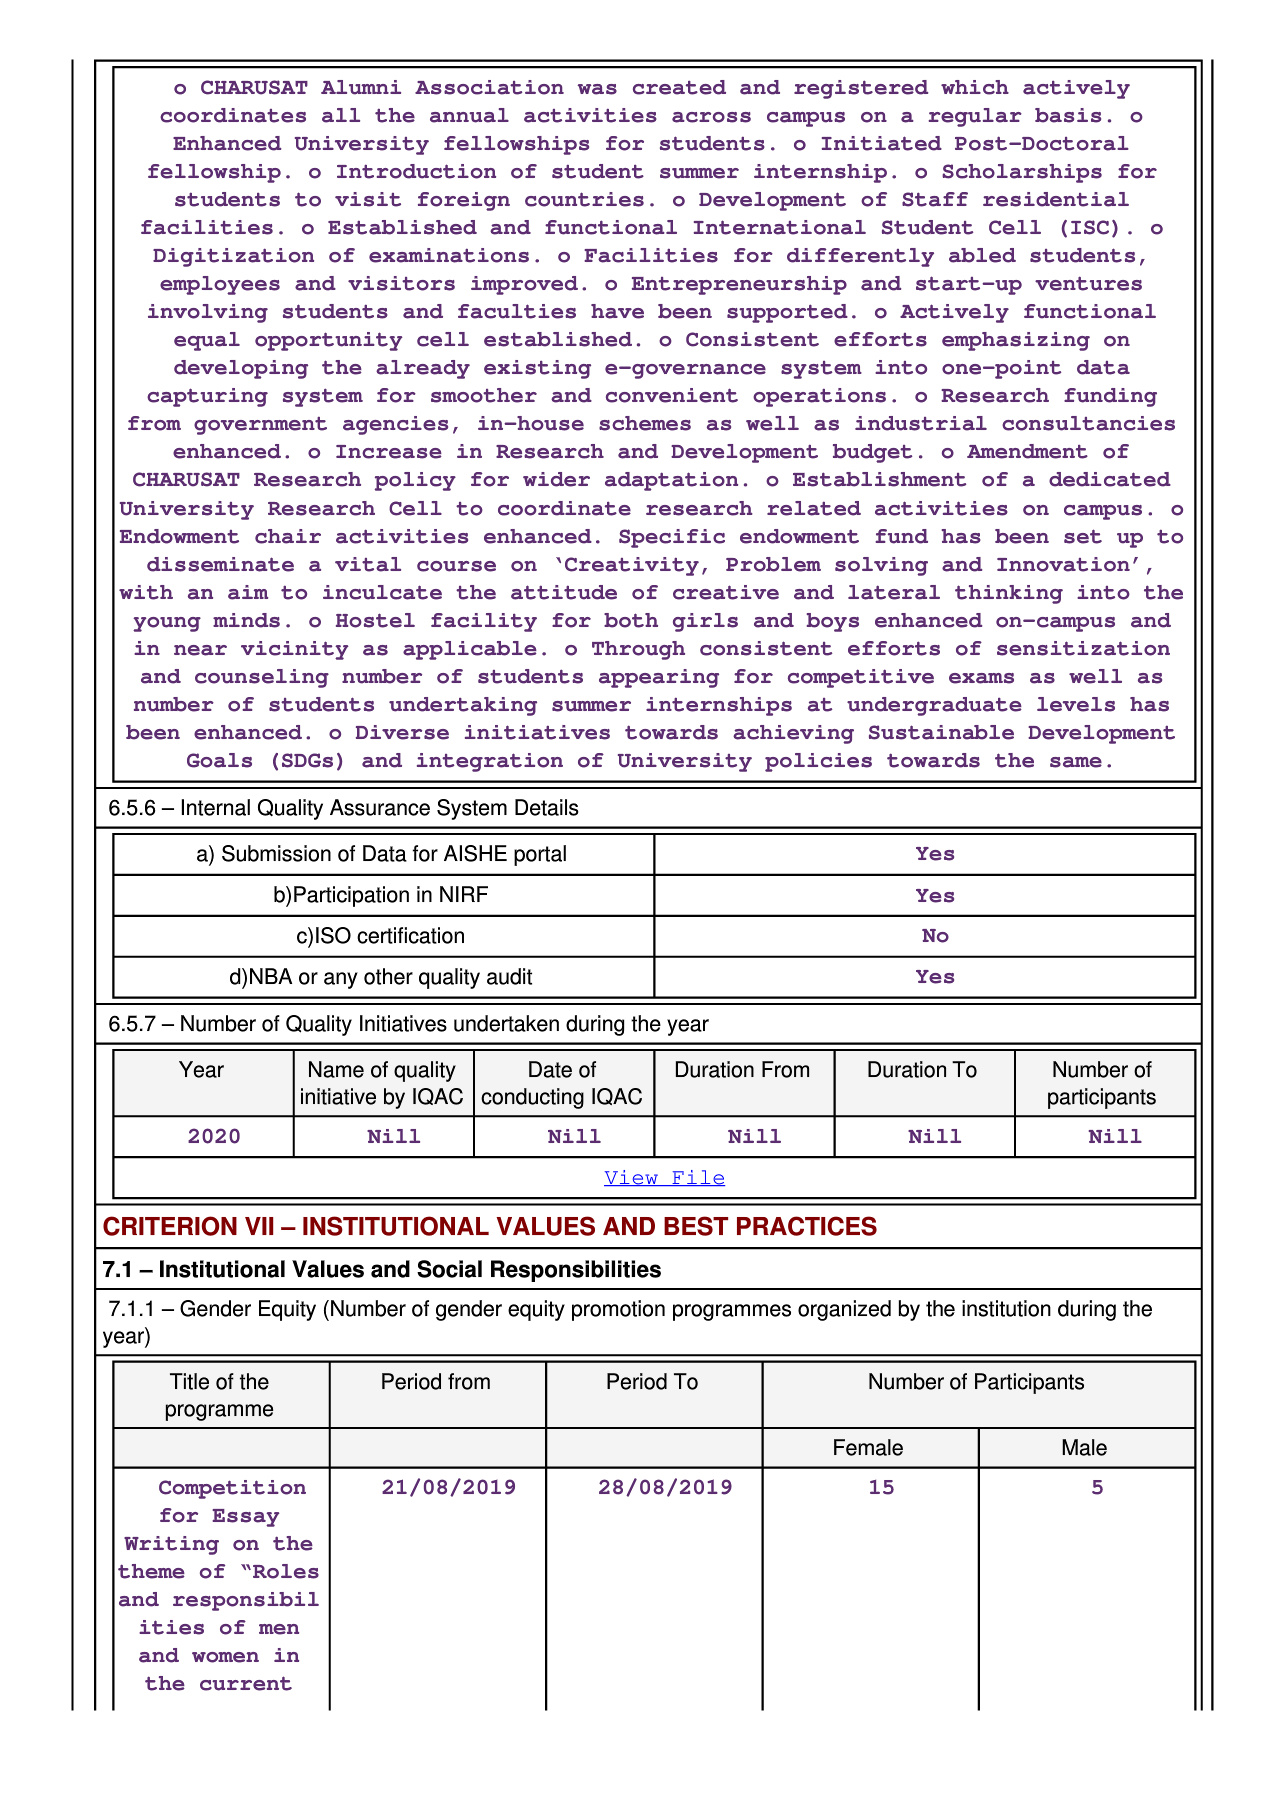 o CHARUSAT Alumni Association was created and registered which actively
coordinates all the annual activities across campus on a regular basis. o
Enhanced University fellowships for students. o Initiated Post-Doctoral
fellowship. o Introduction of student summer internship. o Scholarships for
students to visit foreign countries. o Development of Staff residential
facilities. o Established and functional International Student Cell (ISC). o
Digitization of examinations. o Facilities for differently abled students,
employees and visitors improved. o Entrepreneurship and start-up ventures
involving students and faculties have been supported. o Actively functional
equal opportunity cell established. o Consistent efforts emphasizing on
developing the already existing e-governance system into one-point data
capturing system for smoother and convenient operations. o Research funding
from government agencies, in-house schemes as well as industrial consultancies
enhanced. o Increase in Research and Development budget. o Amendment of
CHARUSAT Research policy for wider adaptation. o Establishment of a dedicated
University Research Cell to coordinate research related activities on campus. o
Endowment chair activities enhanced. Specific endowment fund has been set up to
disseminate a vital course on ‘Creativity, Problem solving and Innovation’,
with an aim to inculcate the attitude of creative and lateral thinking into the
young minds. o Hostel facility for both girls and boys enhanced on-campus and
in near vicinity as applicable. o Through consistent efforts of sensitization
and counseling number of students appearing for competitive exams as well as
number of students undertaking summer internships at undergraduate levels has
been enhanced. o Diverse initiatives towards achieving Sustainable Development
Goals (SDGs) and integration of University policies towards the same.
6.5.6 – Internal Quality Assurance System Details
a) Submission of Data for AISHE portal Yes
b)Participation in NIRF Yes
c)ISO certification No
d)NBA or any other quality audit Yes
6.5.7 – Number of Quality Initiatives undertaken during the year
Year Name of quality Date of Duration From Duration To Number of
initiative by IQAC conducting IQAC participants
2020 Nill Nill Nill Nill Nill
View File
CRITERION VII – INSTITUTIONAL VALUES AND BEST PRACTICES
7.1 – Institutional Values and Social Responsibilities
7.1.1 – Gender Equity (Number of gender equity promotion programmes organized by the institution during the
year)
Title of the Period from Period To Number of Participants
programme
Female Male
Competition 21/08/2019 28/08/2019 15 5
for Essay
Writing on the
theme of “Roles
and responsibil
ities of men
and women in
the current